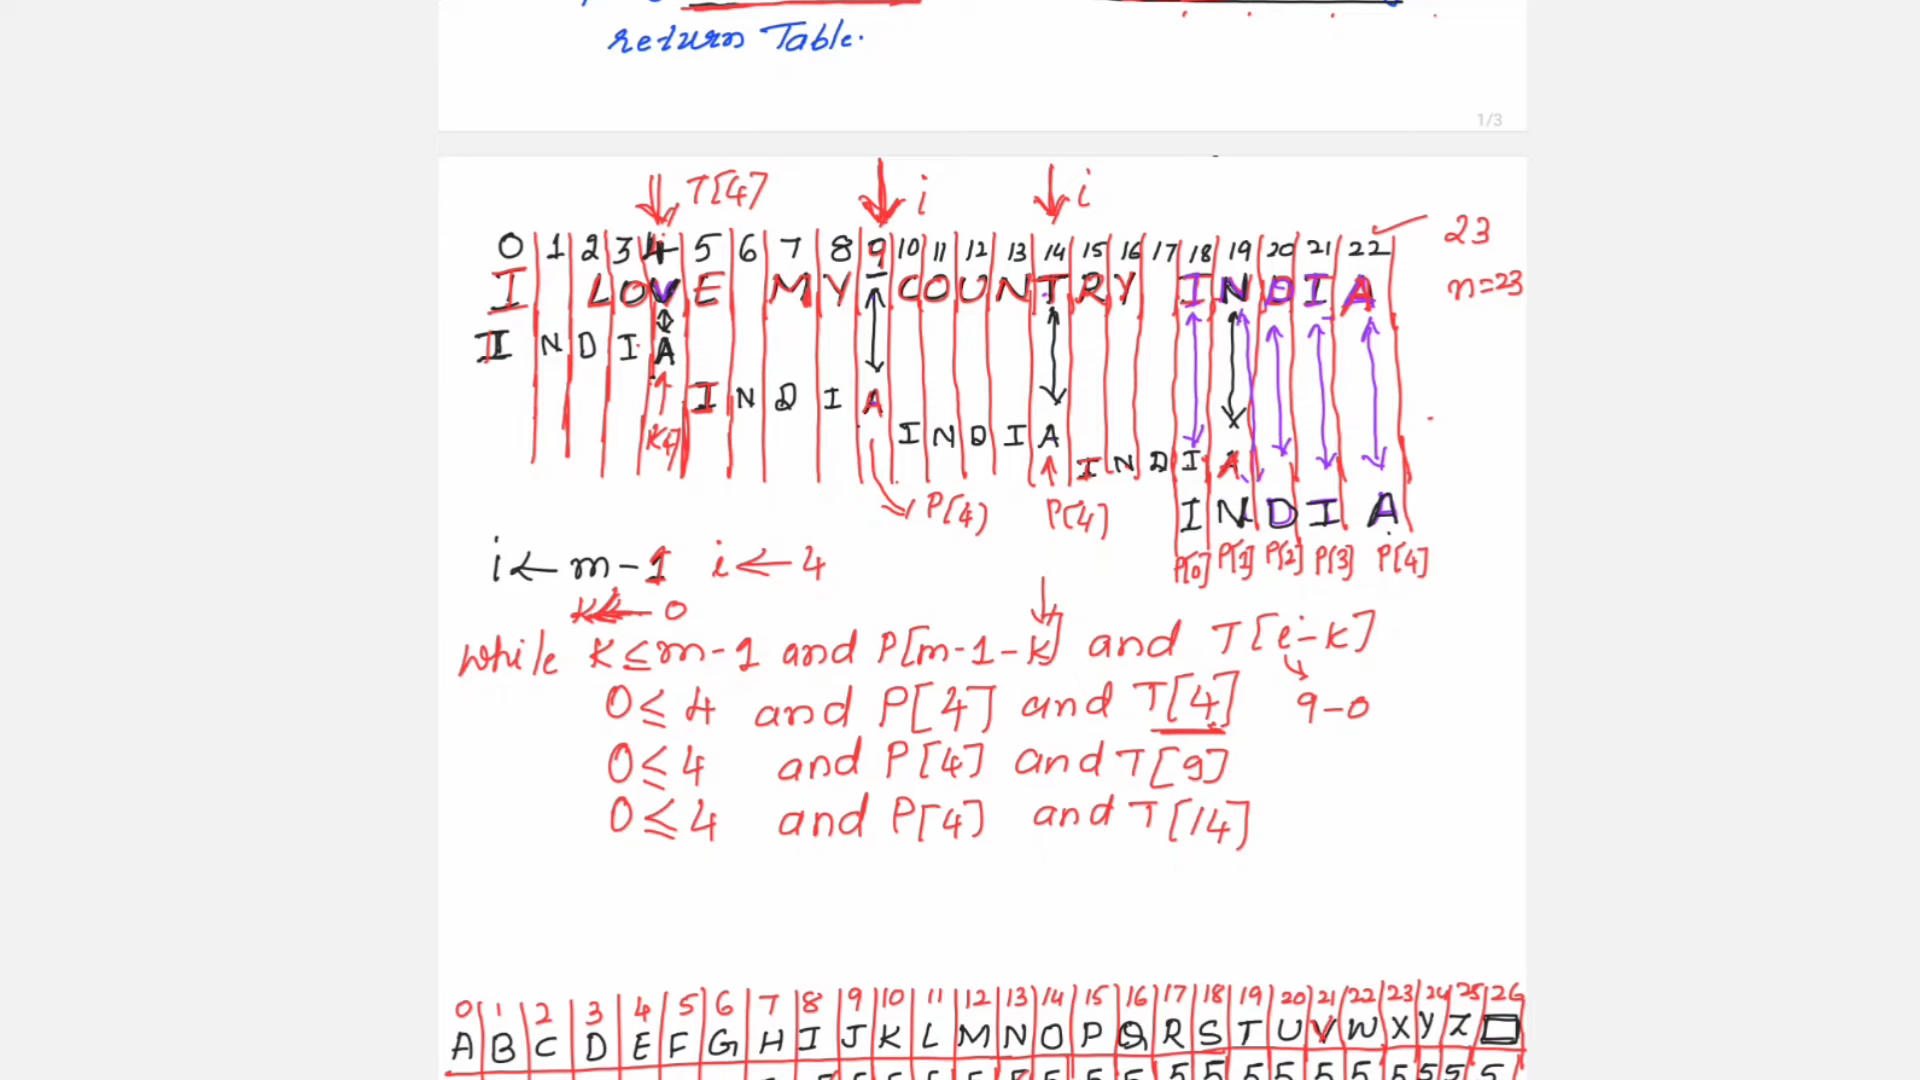 return Table.
1/3
T[4] i i
0 1 2 3 4 5 6 7 8 9 10 11 12 13 14 15 16 17 18 19 20 21 22 23
I LOVE MY COUNTRY INDIA n=23
I N D I A
I N D I A
K4]
I N D I A
I N D I A
P[4) P[4)
I N D I A
P[0] P[1] P[2] P[3] P[4]
i ← m-1 i ← 4
K ← 0
while K ≤ m-1 and P[m-1-k] and T[i-k]
0 ≤ 4 and P[4] and T[4] 9-0
0 ≤ 4 and P[4] and T[9]
0 ≤ 4 and P[4] and T[14]
0 1 2 3 4 5 6 7 8 9 10 11 12 13 14 15 16 17 18 19 20 21 22 23 24 25 26
A B C D E F G H I J K L M N O P Q R S T U V W X Y Z